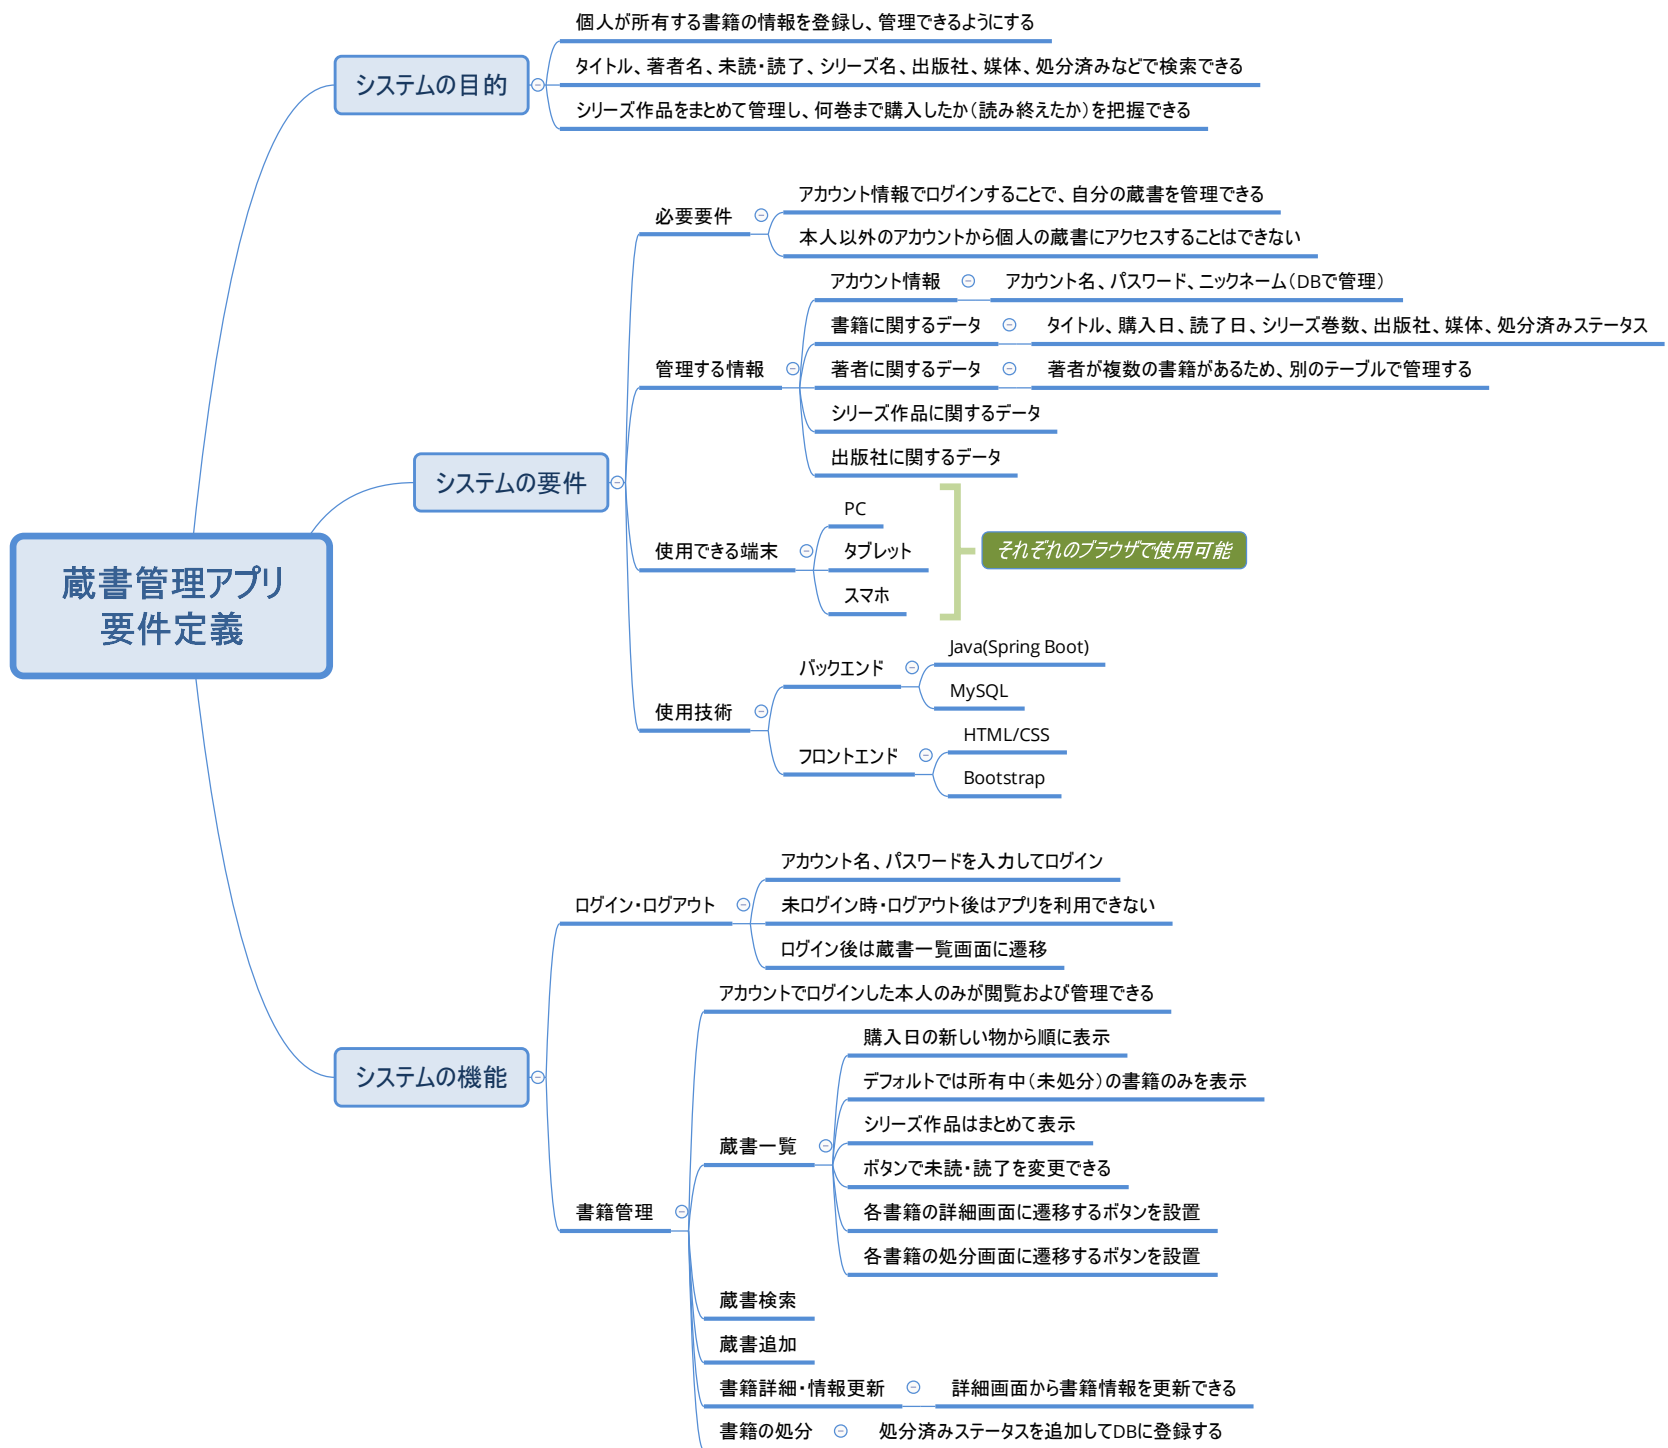 蔵書管理アプリ
要件定義
システムの目的
個人が所有する書籍の情報を登録し、管理できるようにする
タイトル、著者名、未読・読了、シリーズ名、出版社、媒体、処分済みなどで検索できる
シリーズ作品をまとめて管理し、何巻まで購入したか（読み終えたか）を把握できる
システムの要件
必要要件
アカウント情報でログインすることで、自分の蔵書を管理できる
本人以外のアカウントから個人の蔵書にアクセスすることはできない
管理する情報
アカウント情報
アカウント名、パスワード、ニックネーム（DBで管理）
書籍に関するデータ
タイトル、購入日、読了日、シリーズ巻数、出版社、媒体、処分済みステータス
著者に関するデータ
著者が複数の書籍があるため、別のテーブルで管理する
シリーズ作品に関するデータ
出版社に関するデータ
使用できる端末
PC
タブレット
スマホ
それぞれのブラウザで使用可能
使用技術
バックエンド
Java(Spring Boot)
MySQL
フロントエンド
HTML/CSS
Bootstrap
システムの機能
ログイン・ログアウト
アカウント名、パスワードを入力してログイン
未ログイン時・ログアウト後はアプリを利用できない
ログイン後は蔵書一覧画面に遷移
書籍管理
アカウントでログインした本人のみが閲覧および管理できる
蔵書一覧
購入日の新しい物から順に表示
デフォルトでは所有中（未処分）の書籍のみを表示
シリーズ作品はまとめて表示
ボタンで未読・読了を変更できる
各書籍の詳細画面に遷移するボタンを設置
各書籍の処分画面に遷移するボタンを設置
蔵書検索
蔵書追加
書籍詳細・情報更新
詳細画面から書籍情報を更新できる
書籍の処分
処分済みステータスを追加してDBに登録する